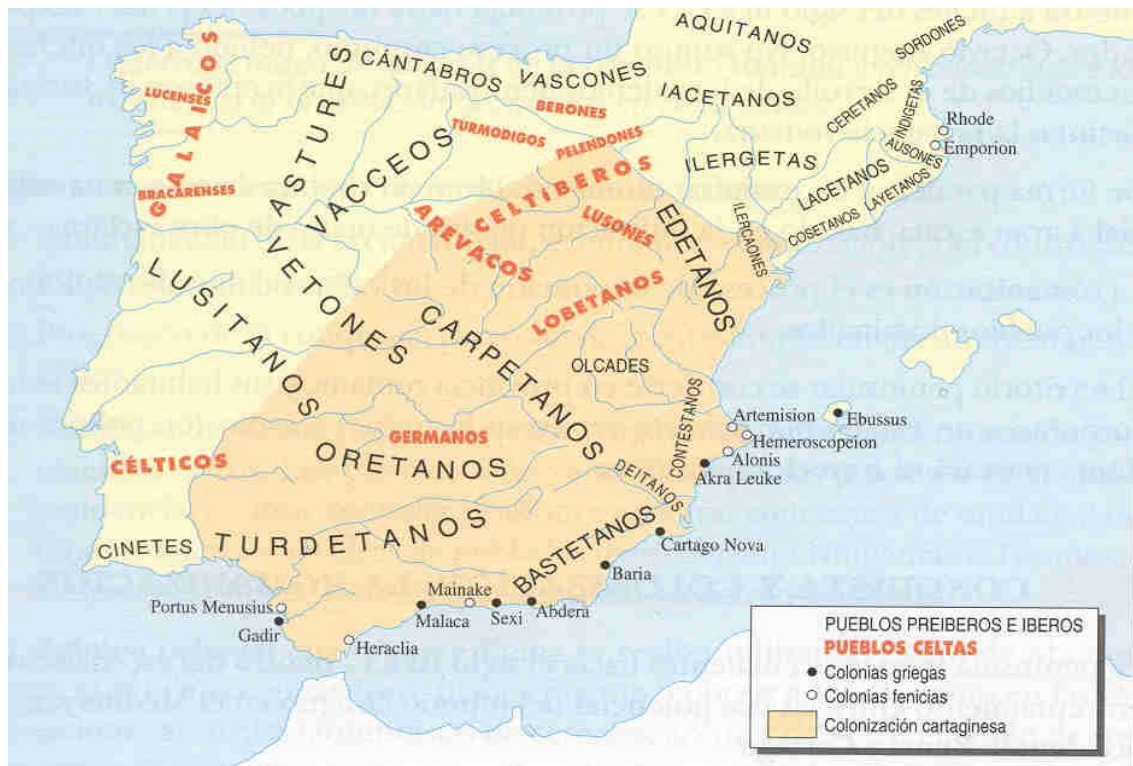 AQUITANOS
SORDONES
CÁNTABROS
VASCONES
IACETANOS
CERETANOS
INDIGETAS
AUSONES
Rhode
Emporion
GALAICOS
LUCENSES
BRACARENSES
ASTURES
BERONES
TURMODIGOS
PELENDONES
VACCEOS
ILERGETAS
LACETANOS
LAYETANOS
COSETANOS
ILERCAONES
CELTIBEROS
AREVACOS
LUSONES
EDETANOS
VETONES
LOBETANOS
LUSITANOS
CARPETANOS
OLCADES
CONTESTANOS
Artemision
Ebussus
Hemeroscopeion
Alonis
Akra Leuke
GERMANOS
CÉLTICOS
ORETANOS
DEITANOS
CINETES
TURDETANOS
BASTETANOS
Cartago Nova
Baria
Portus Menusius
Gadir
Mainake
Malaca
Sexi
Abdera
Heraclia
PUEBLOS PREIBEROS E IBEROS
PUEBLOS CELTAS
Colonias griegas
Colonias fenicias
Colonización cartaginesa